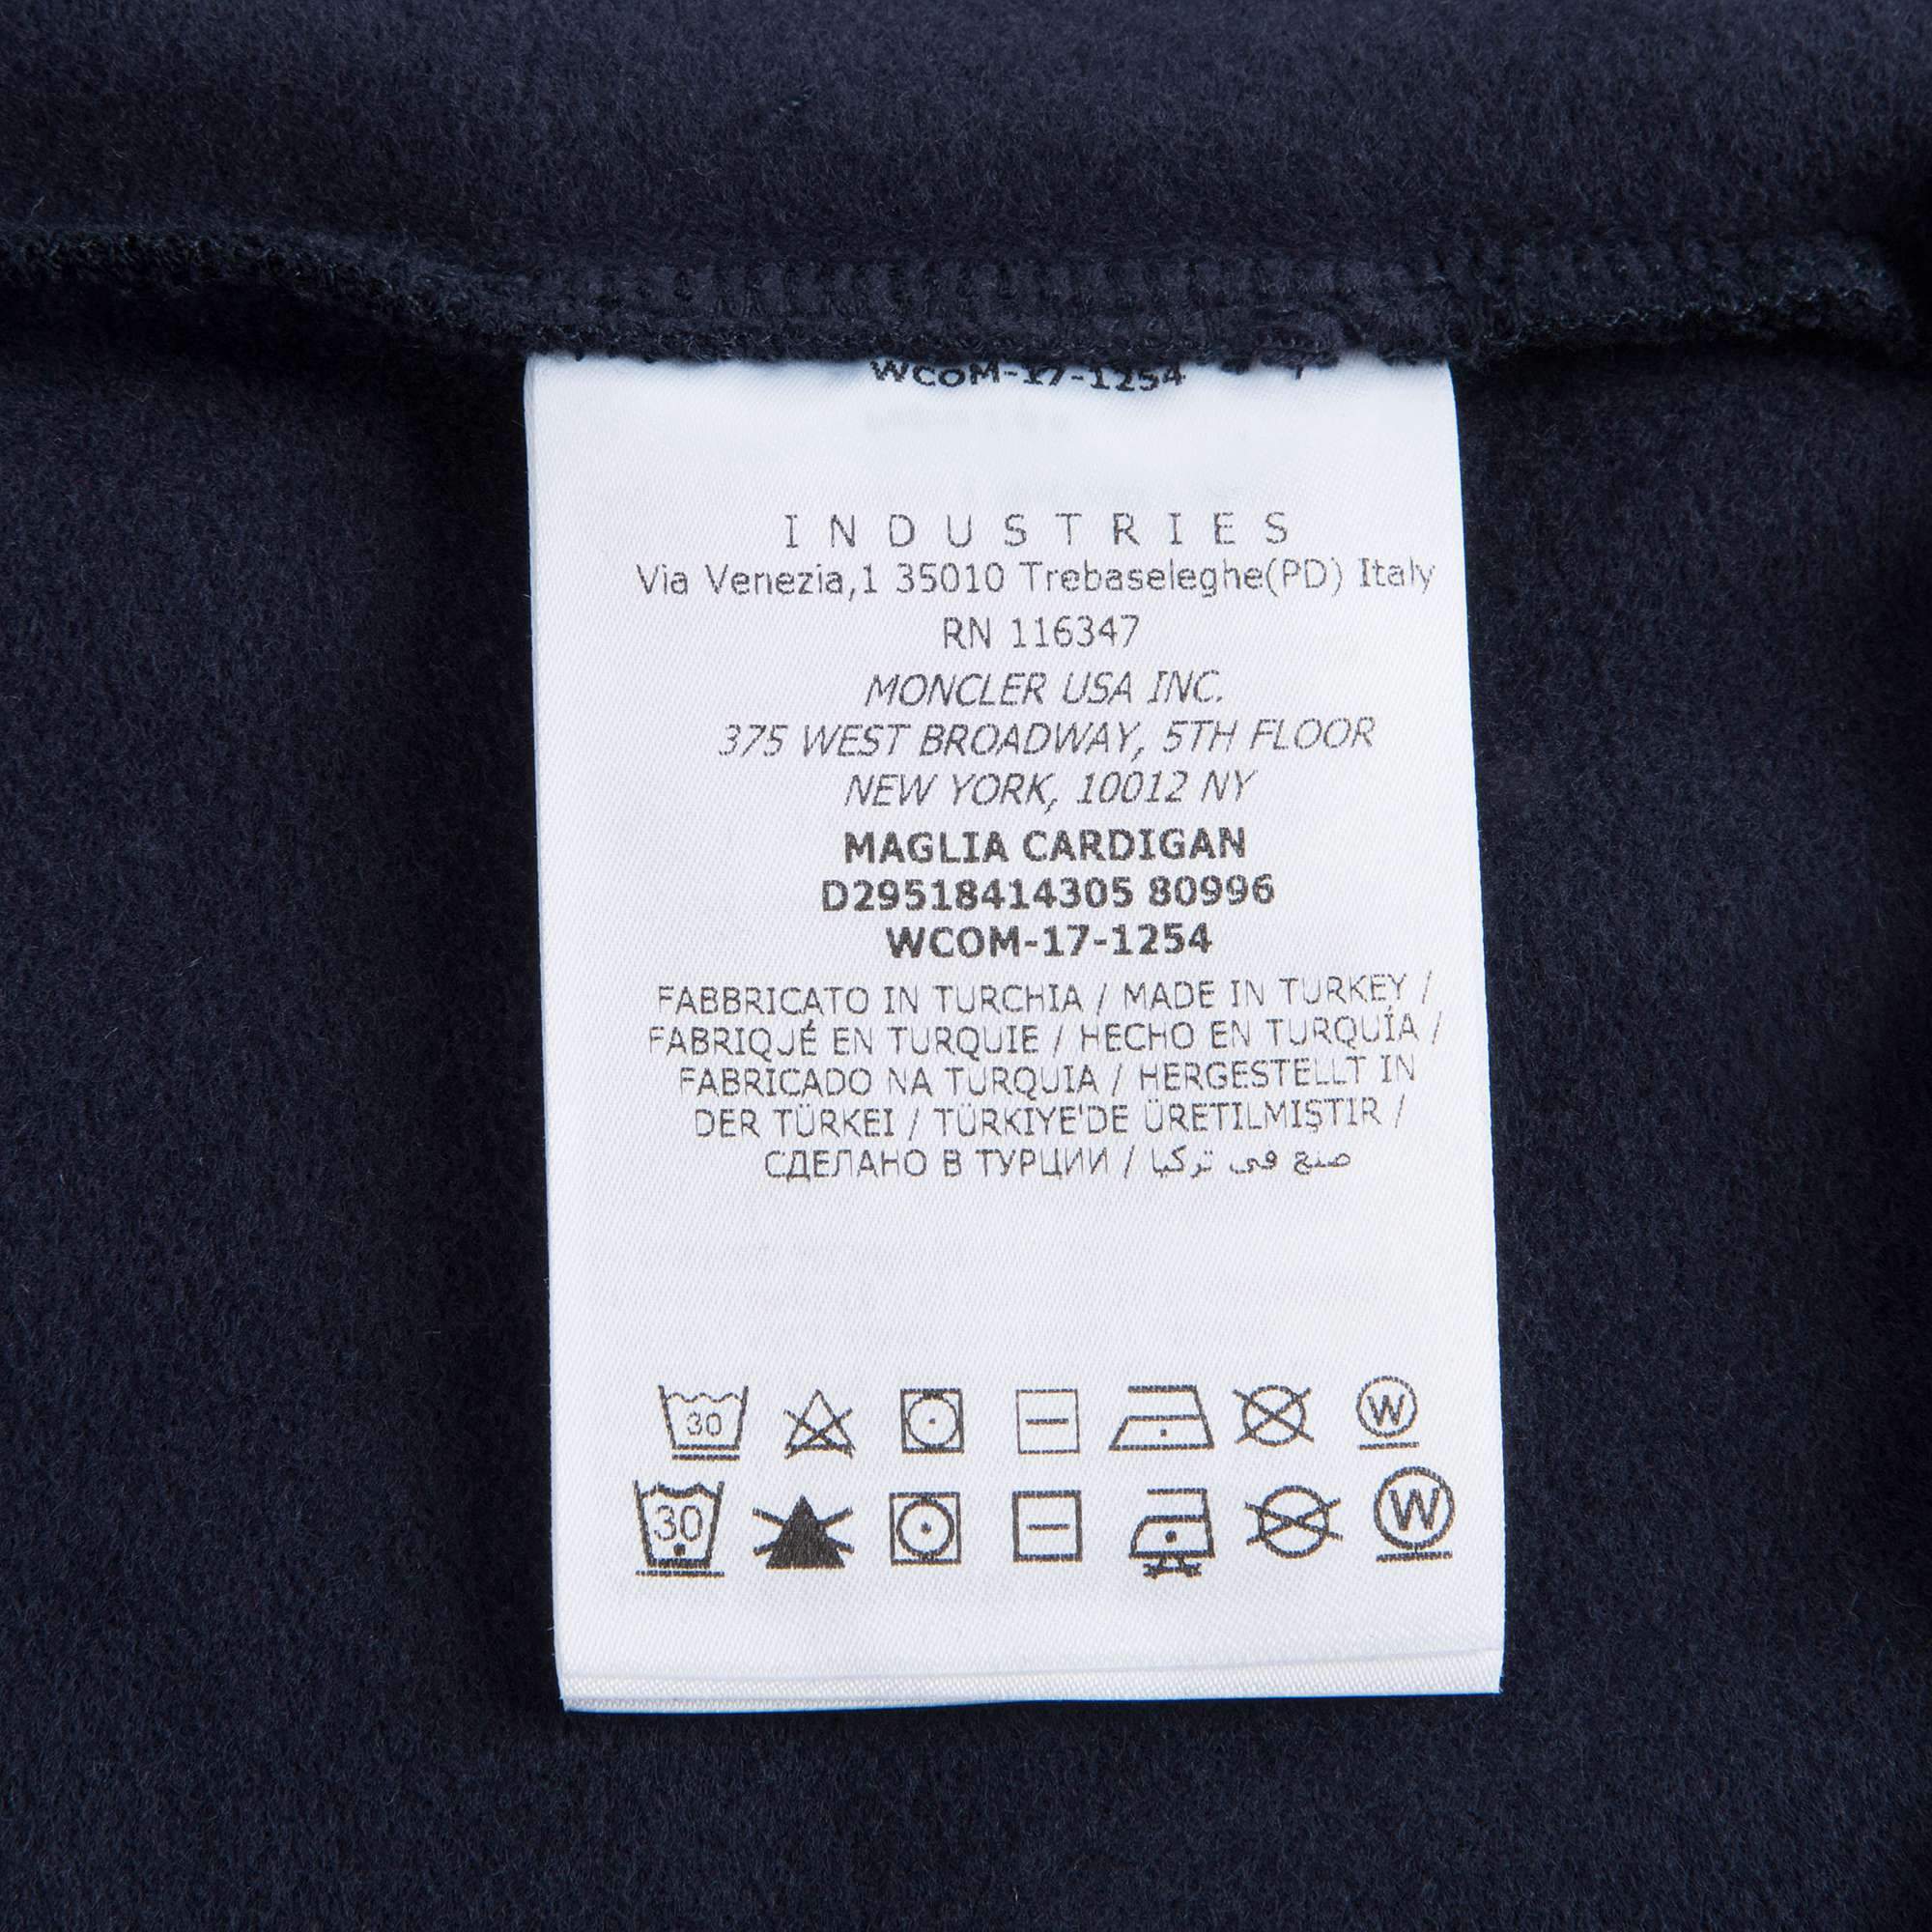 WCOM-17-1254
INDUSTRIES
Via Venezia,1 35010 Trebaseleghe(PD) Italy
RN 116347
MONCLER USA INC.
375 WEST BROADWAY, 5TH FLOOR
NEW YORK, 10012 NY
MAGLIA CARDIGAN
D29518414305 80996
WCOM-17-1254
FABBRICATO IN TURCHIA / MADE IN TURKEY /
FABRIQUÉ EN TURQUIE / HECHO EN TURQUÍA /
FABRICADO NA TURQUIA / HERGESTELLT IN
DER TÜRKEI / TÜRKIYE'DE ÜRETILMIŞTIR /
СДЕЛАНО В ТУРЦИИ / صنع في تركيا
30 W
30 W